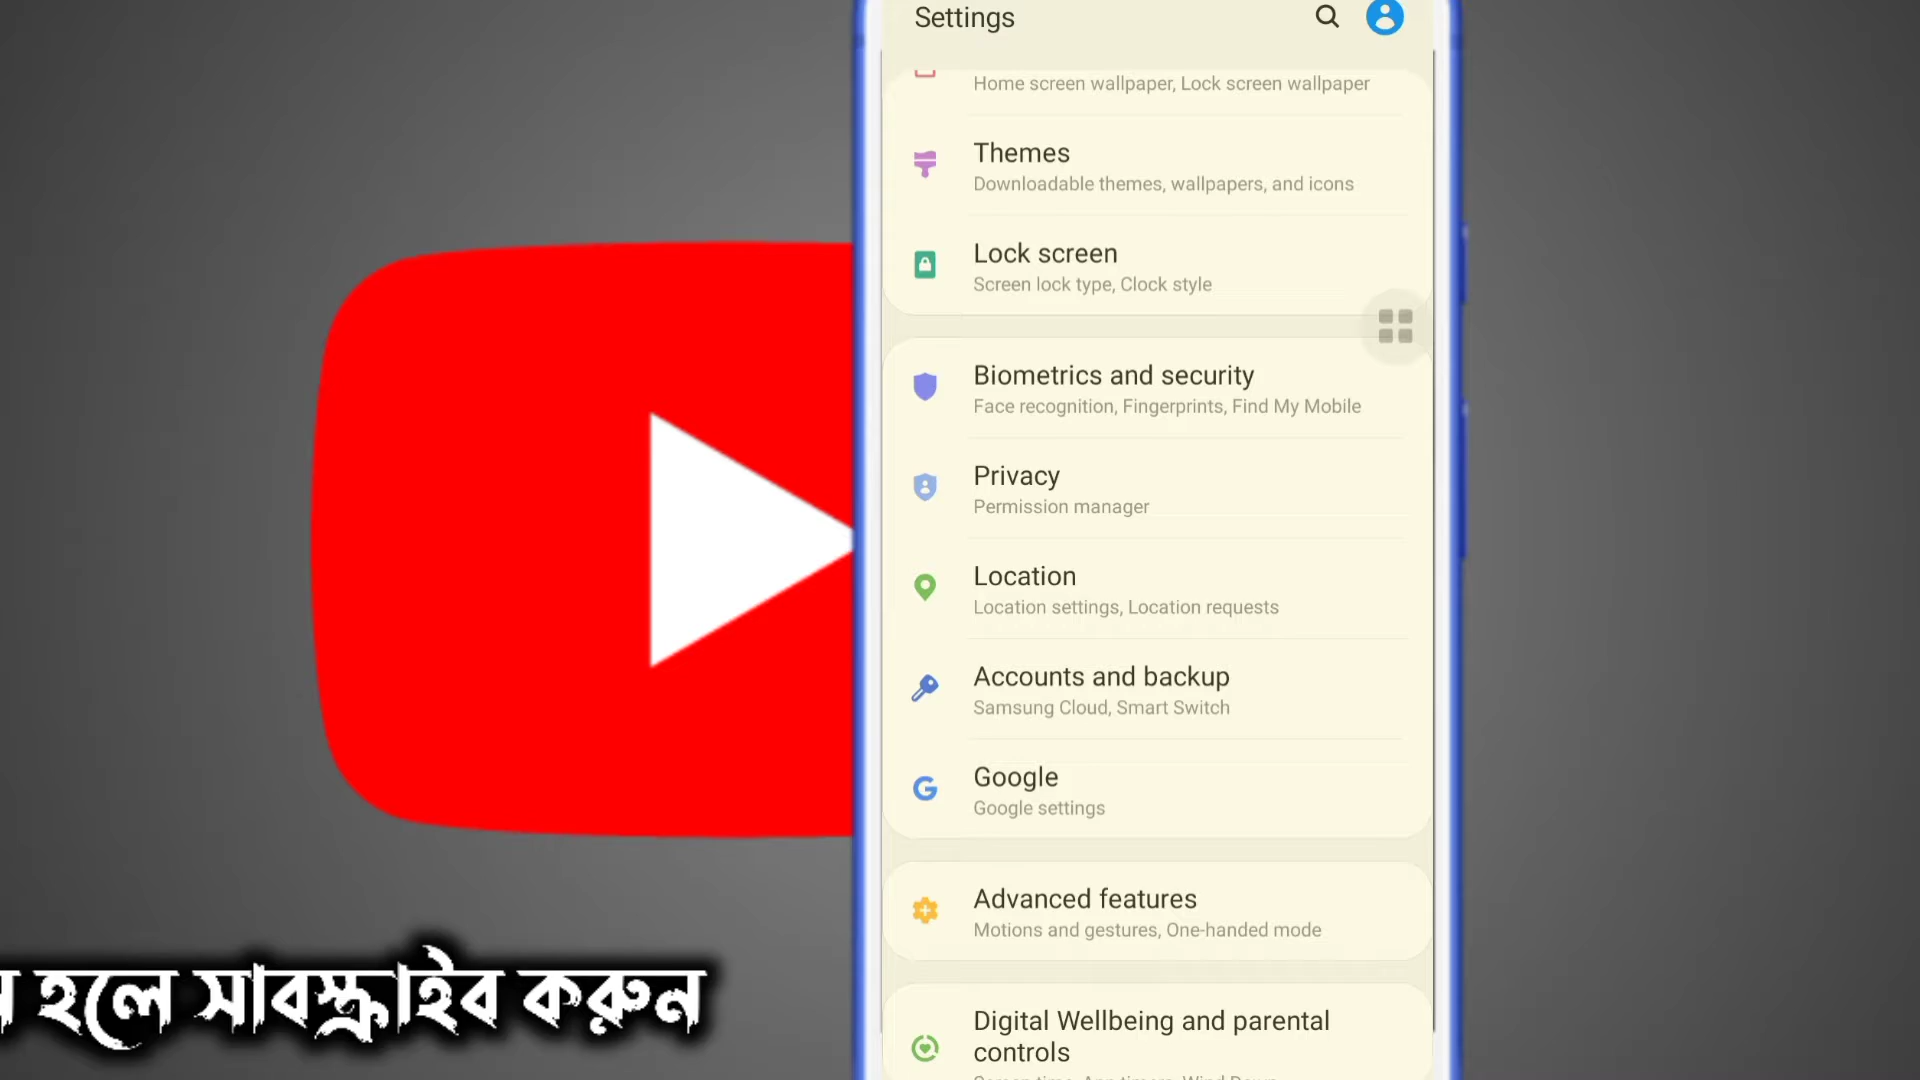 Settings
Home screen wallpaper, Lock screen wallpaper
Themes
Downloadable themes, wallpapers, and icons
Lock screen
Screen lock type, Clock style
Biometrics and security
Face recognition, Fingerprints, Find My Mobile
Privacy
Permission manager
Location
Location settings, Location requests
Accounts and backup
Samsung Cloud, Smart Switch
Google
Google settings
Advanced features
Motions and gestures, One-handed mode
Digital Wellbeing and parental
controls
হলে সাবস্ক্রাইব করুন